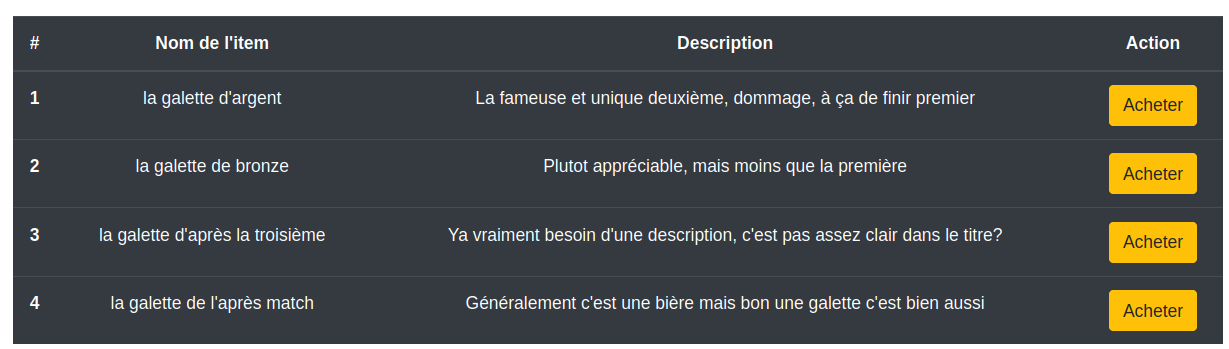 # Nom de l'item Description Action
1 la galette d'argent La fameuse et unique deuxième, dommage, à ça de finir premier Acheter
2 la galette de bronze Plutot appréciable, mais moins que la première Acheter
3 la galette d'après la troisième Ya vraiment besoin d'une description, c'est pas assez clair dans le titre? Acheter
4 la galette de l'après match Généralement c'est une bière mais bon une galette c'est bien aussi Acheter